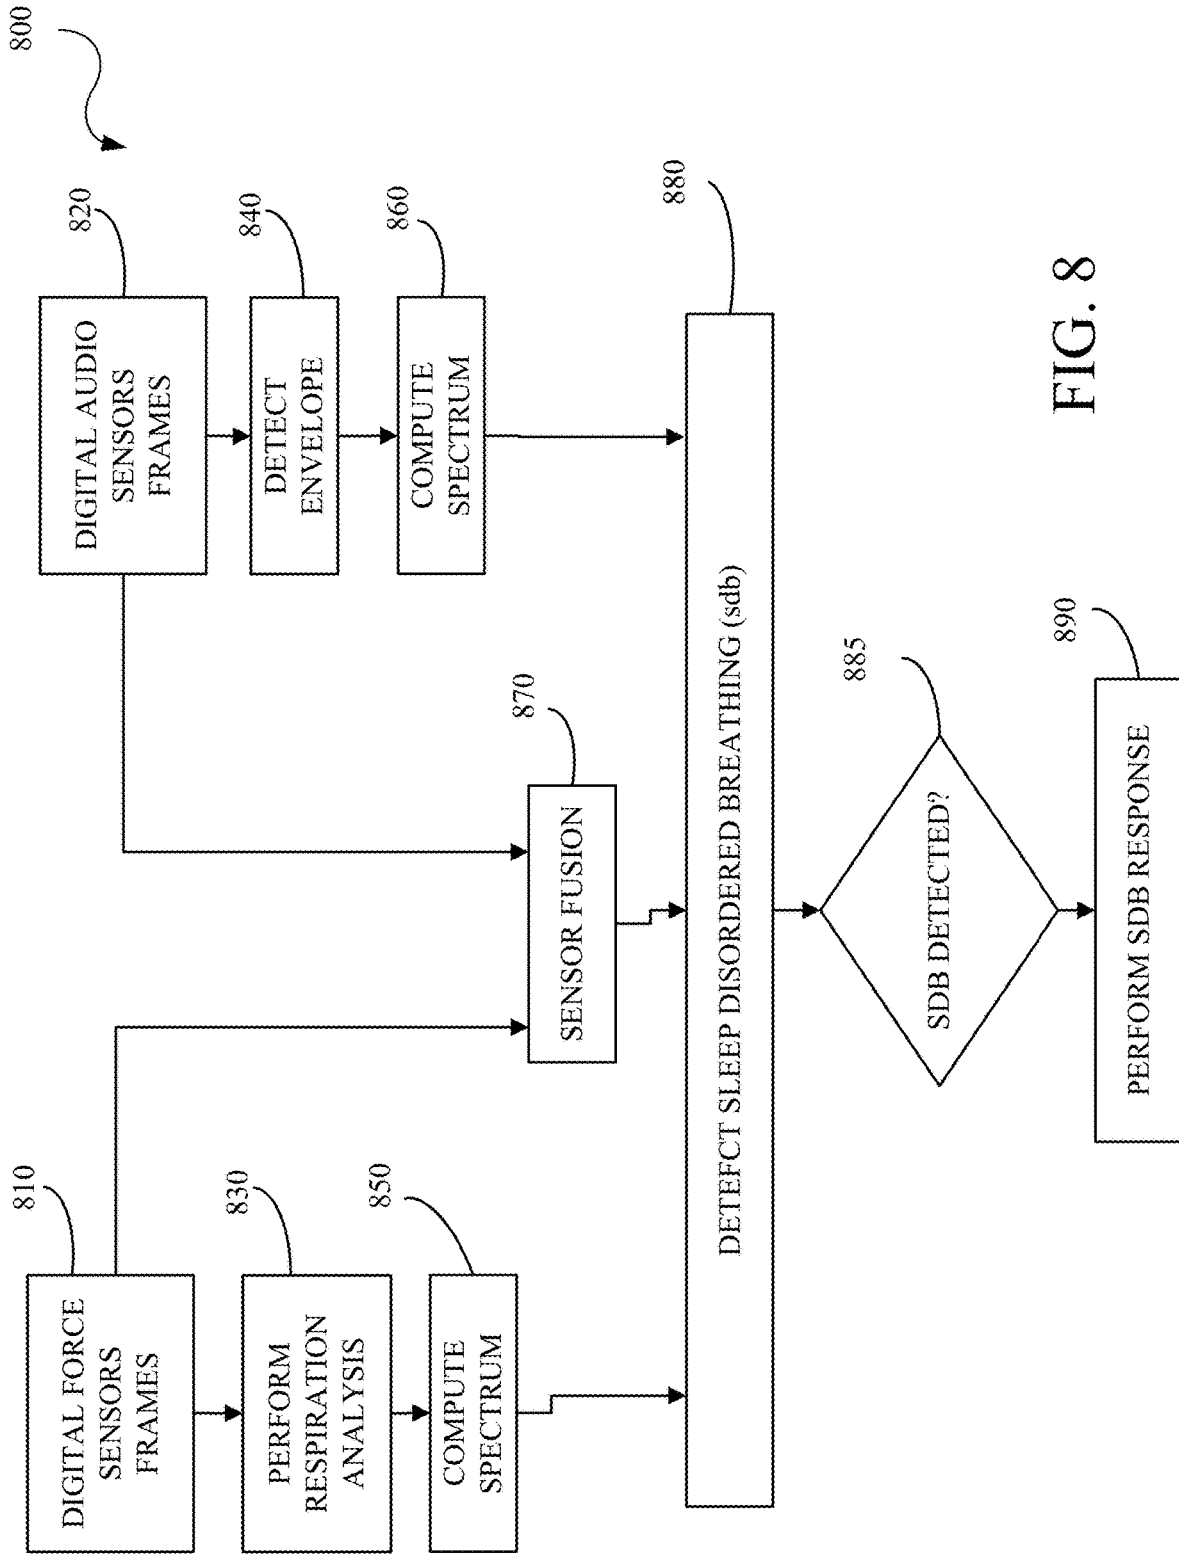 800
810
DIGITAL FORCE
SENSORS
FRAMES
820
DIGITAL AUDIO
SENSORS
FRAMES
830
PERFORM
RESPIRATION
ANALYSIS
840
DETECT
ENVELOPE
850
COMPUTE
SPECTRUM
860
COMPUTE
SPECTRUM
870
SENSOR FUSION
880
DETEFCT SLEEP DISORDERED BREATHING (sdb)
885
SDB DETECTED?
890
PERFORM SDB RESPONSE
FIG. 8